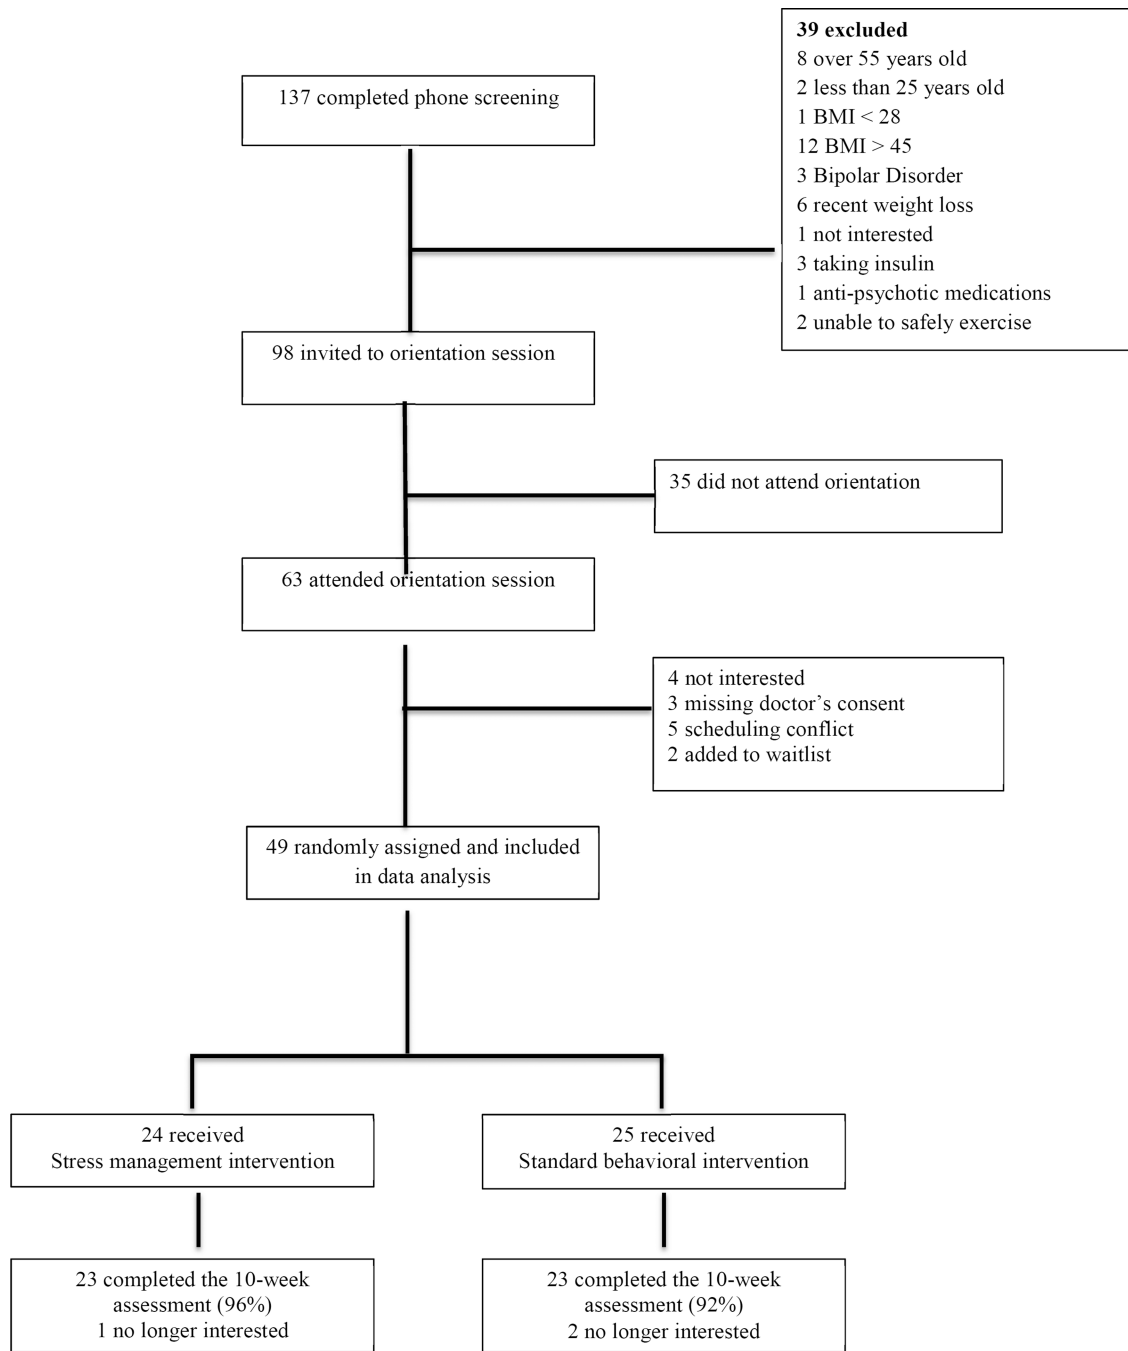 137 completed phone screening
39 excluded
8 over 55 years old
2 less than 25 years old
1 BMI < 28
12 BMI > 45
3 Bipolar Disorder
6 recent weight loss
1 not interested
3 taking insulin
1 anti-psychotic medications
2 unable to safely exercise
98 invited to orientation session
35 did not attend orientation
63 attended orientation session
4 not interested
3 missing doctor’s consent
5 scheduling conflict
2 added to waitlist
49 randomly assigned and included
in data analysis
24 received
Stress management intervention
25 received
Standard behavioral intervention
23 completed the 10-week
assessment (96%)
1 no longer interested
23 completed the 10-week
assessment (92%)
2 no longer interested